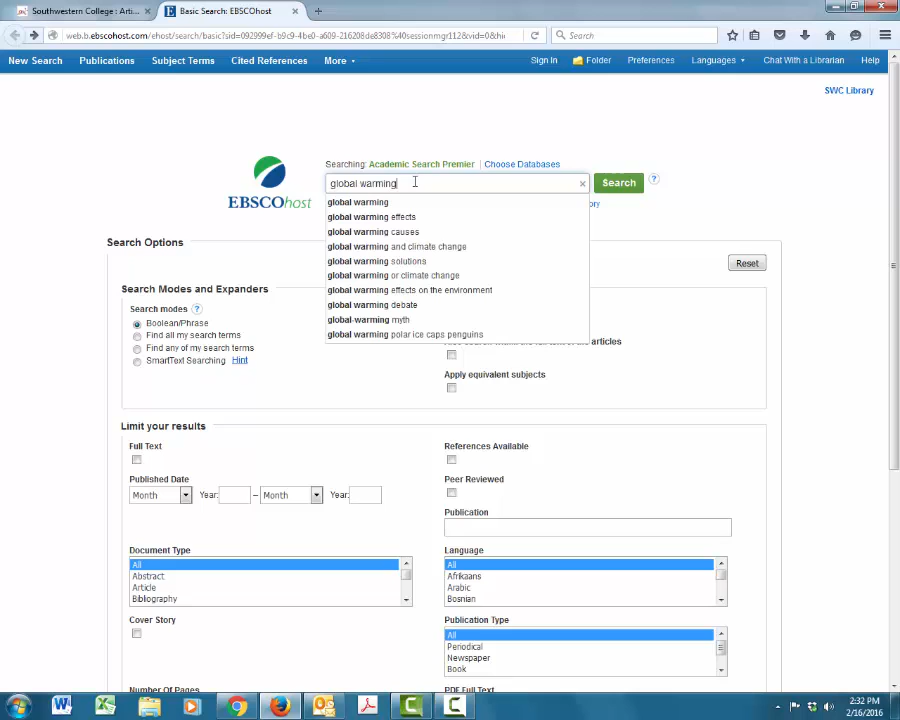 Southwestern College : Arti...
Basic Search: EBSCOhost
web.b.ebscohost.com/ehost/search/basic?sid=092999ef-b9c9-4be0-a609-216208de8308%40sessionmgr112&vid=0&hic
Search
New Search
Publications
Subject Terms
Cited References
More
Sign In
Folder
Preferences
Languages
Chat With a Librarian
Help
SWC Library
Searching: Academic Search Premier
Choose Databases
EBSCOhost
global warming
Search
global warming
global warming effects
global warming causes
global warming and climate change
global warming solutions
global warming or climate change
global warming effects on the environment
global warming debate
global-warming myth
global warming polar ice caps penguins
Search Options
Reset
Search Modes and Expanders
Search modes
Boolean/Phrase
Find all my search terms
Find any of my search terms
SmartText Searching Hint
Apply equivalent subjects
Limit your results
Full Text
References Available
Published Date
Month
Year:
–
Month
Year:
Peer Reviewed
Publication
Document Type
All
Abstract
Article
Bibliography
Language
All
Afrikaans
Arabic
Bosnian
Cover Story
Publication Type
All
Periodical
Newspaper
Book
Number Of Pages
PDF Full Text
2:32 PM
2/16/2016